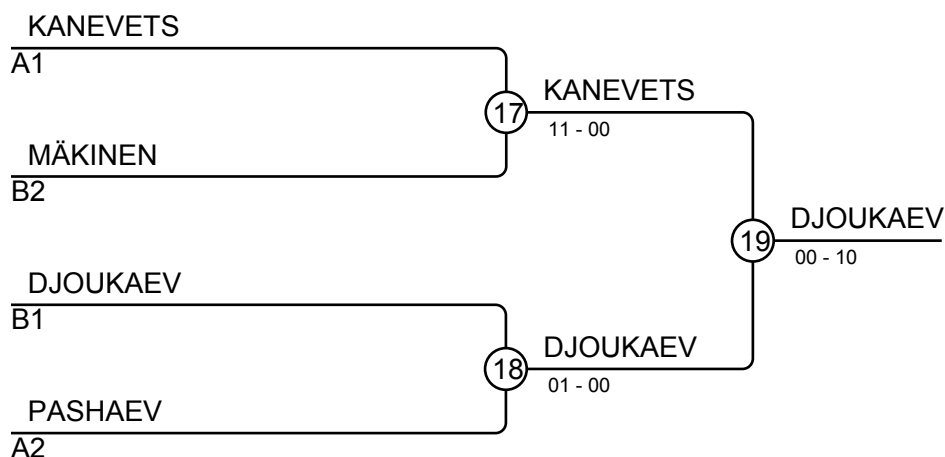 KANEVETS
A1
17
KANEVETS
11 - 00
MÄKINEN
B2
19
DJOUKAEV
00 - 10
DJOUKAEV
B1
18
DJOUKAEV
01 - 00
PASHAEV
A2